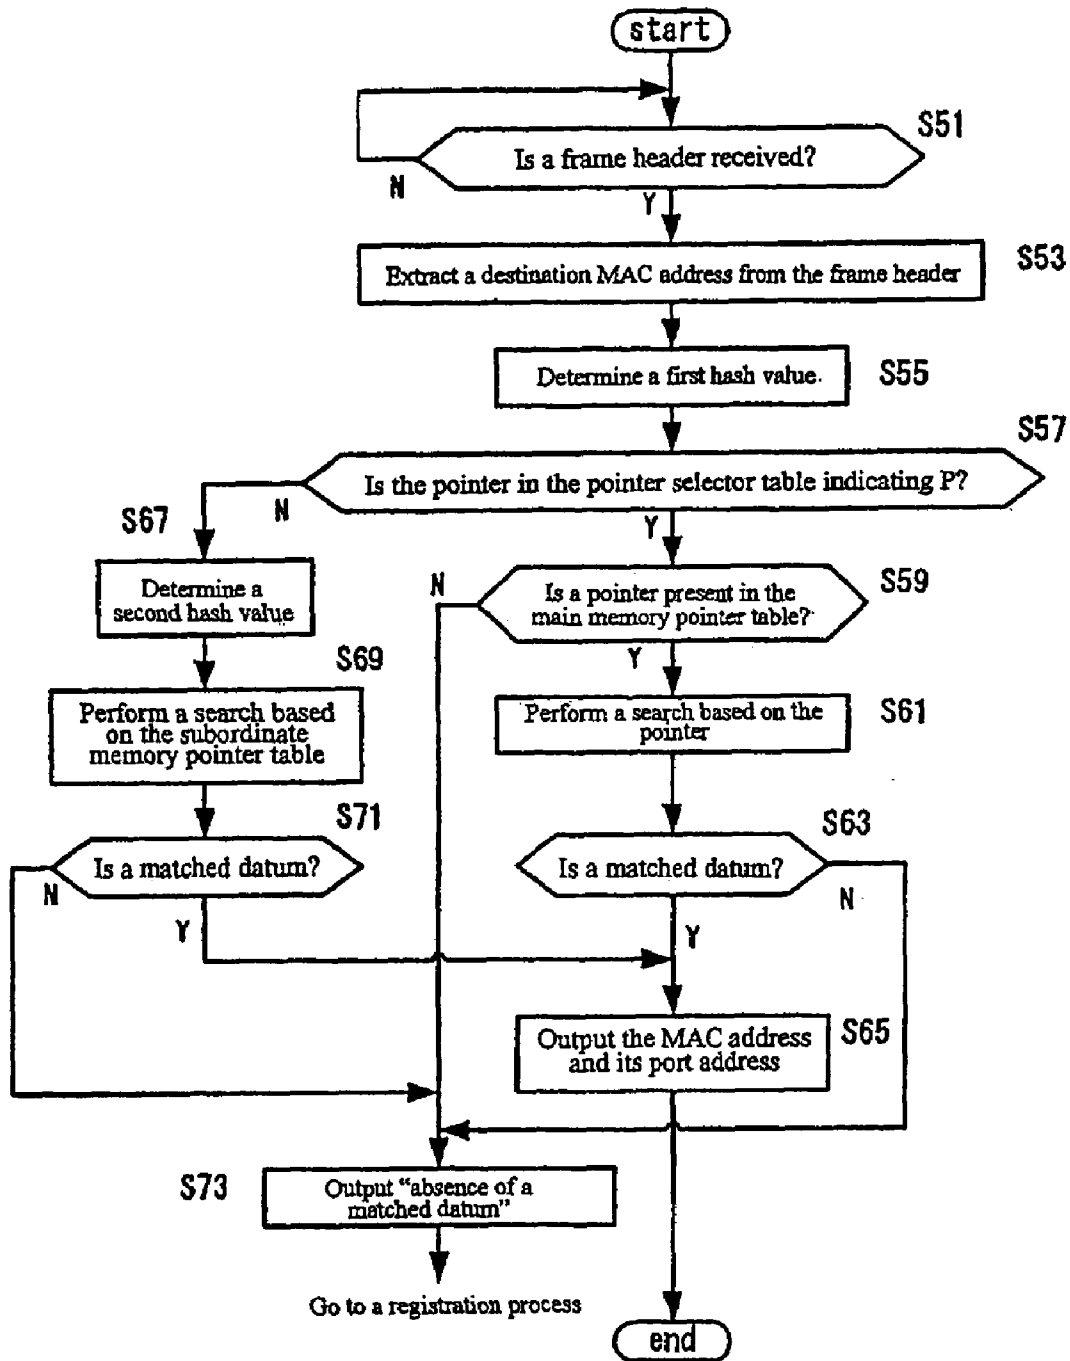 start
S51
Is a frame header received?
N
Y
S53
Extract a destination MAC address from the frame header
Determine a first hash value.
S55
S57
Is the pointer in the pointer selector table indicating P?
N
Y
S67
Determine a
second hash value
N
S59
Is a pointer present in the
main memory pointer table?
Y
S69
Perform a search based
on the subordinate
memory pointer table
Perform a search based on the
pointer
S61
S71
Is a matched datum?
N
Y
S63
Is a matched datum?
N
Y
Output the MAC address
and its port address
S65
S73
Output “absence of a
matched datum”
Go to a registration process
end